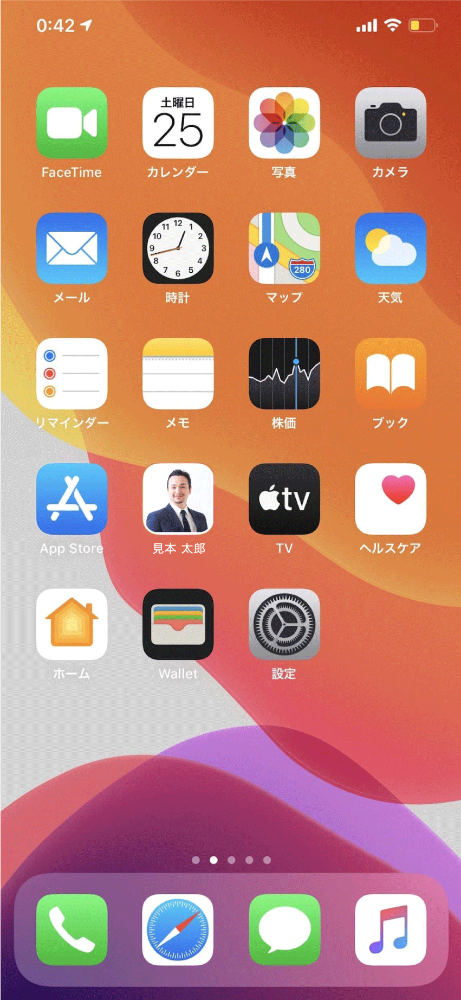 0:42
土曜日
25
FaceTime
カレンダー
写真
カメラ
12
11 1
10 2
9 3
8 4
7 5
6
280
メール
時計
マップ
天気
リマインダー
メモ
株価
ブック
tv
App Store
見本 太郎
TV
ヘルスケア
ホーム
Wallet
設定